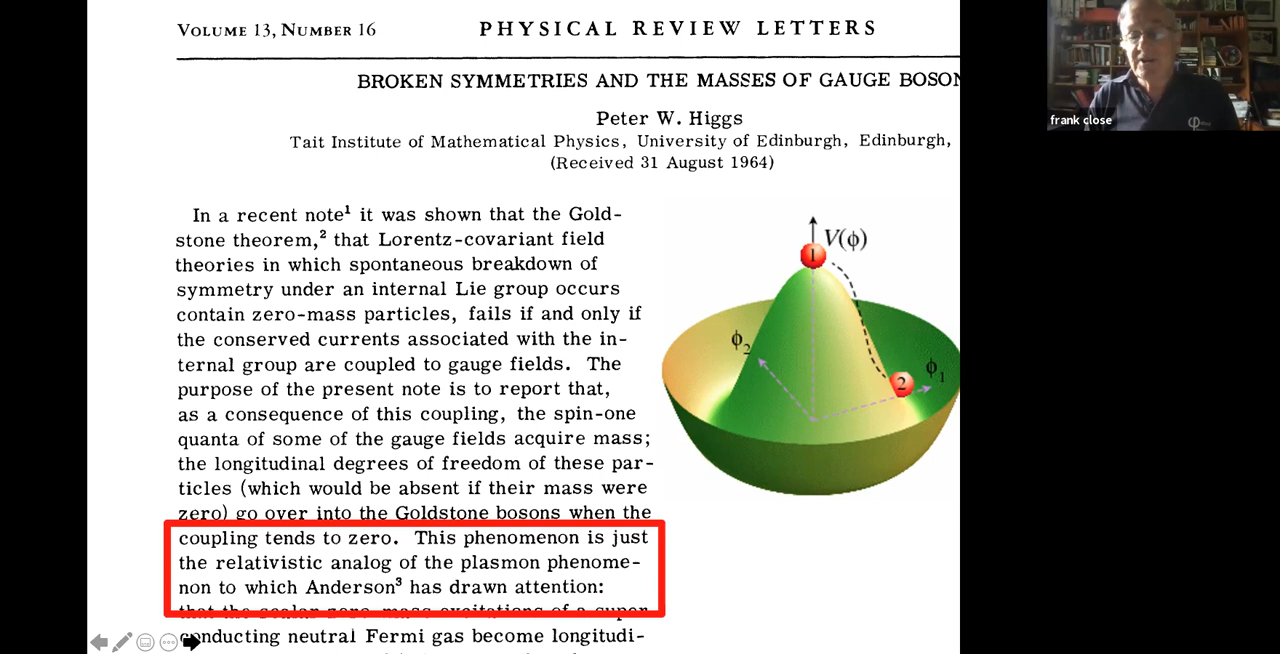 VOLUME 13, NUMBER 16 PHYSICAL REVIEW LETTERS
BROKEN SYMMETRIES AND THE MASSES OF GAUGE BOSON
Peter W. Higgs
Tait Institute of Mathematical Physics, University of Edinburgh, Edinburgh,
(Received 31 August 1964)
In a recent note¹ it was shown that the Gold-
stone theorem,² that Lorentz-covariant field
theories in which spontaneous breakdown of
symmetry under an internal Lie group occurs
contain zero-mass particles, fails if and only if
the conserved currents associated with the in-
ternal group are coupled to gauge fields. The
purpose of the present note is to report that,
as a consequence of this coupling, the spin-one
quanta of some of the gauge fields acquire mass;
the longitudinal degrees of freedom of these par-
ticles (which would be absent if their mass were
zero) go over into the Goldstone bosons when the
coupling tends to zero. This phenomenon is just
the relativistic analog of the plasmon phenome-
non to which Anderson³ has drawn attention:
that the scalar zero-mass excitations of a super-
conducting neutral Fermi gas become longitudi-
V(ϕ)
1
ϕ₂
2
ϕ₁
frank close